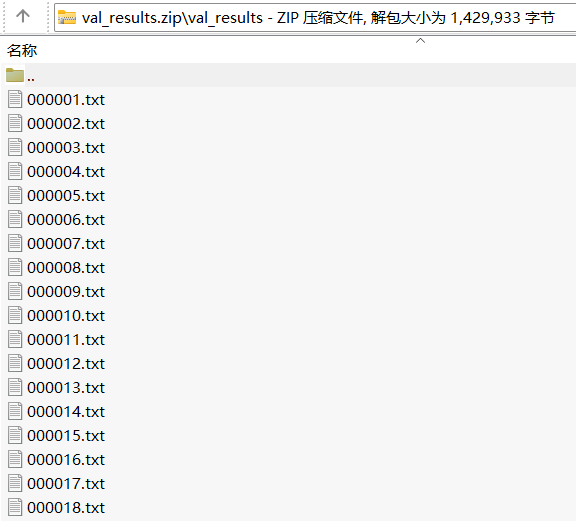 val_results.zip\val_results - ZIP 压缩文件, 解包大小为 1,429,933 字节
名称
..
000001.txt
000002.txt
000003.txt
000004.txt
000005.txt
000006.txt
000007.txt
000008.txt
000009.txt
000010.txt
000011.txt
000012.txt
000013.txt
000014.txt
000015.txt
000016.txt
000017.txt
000018.txt